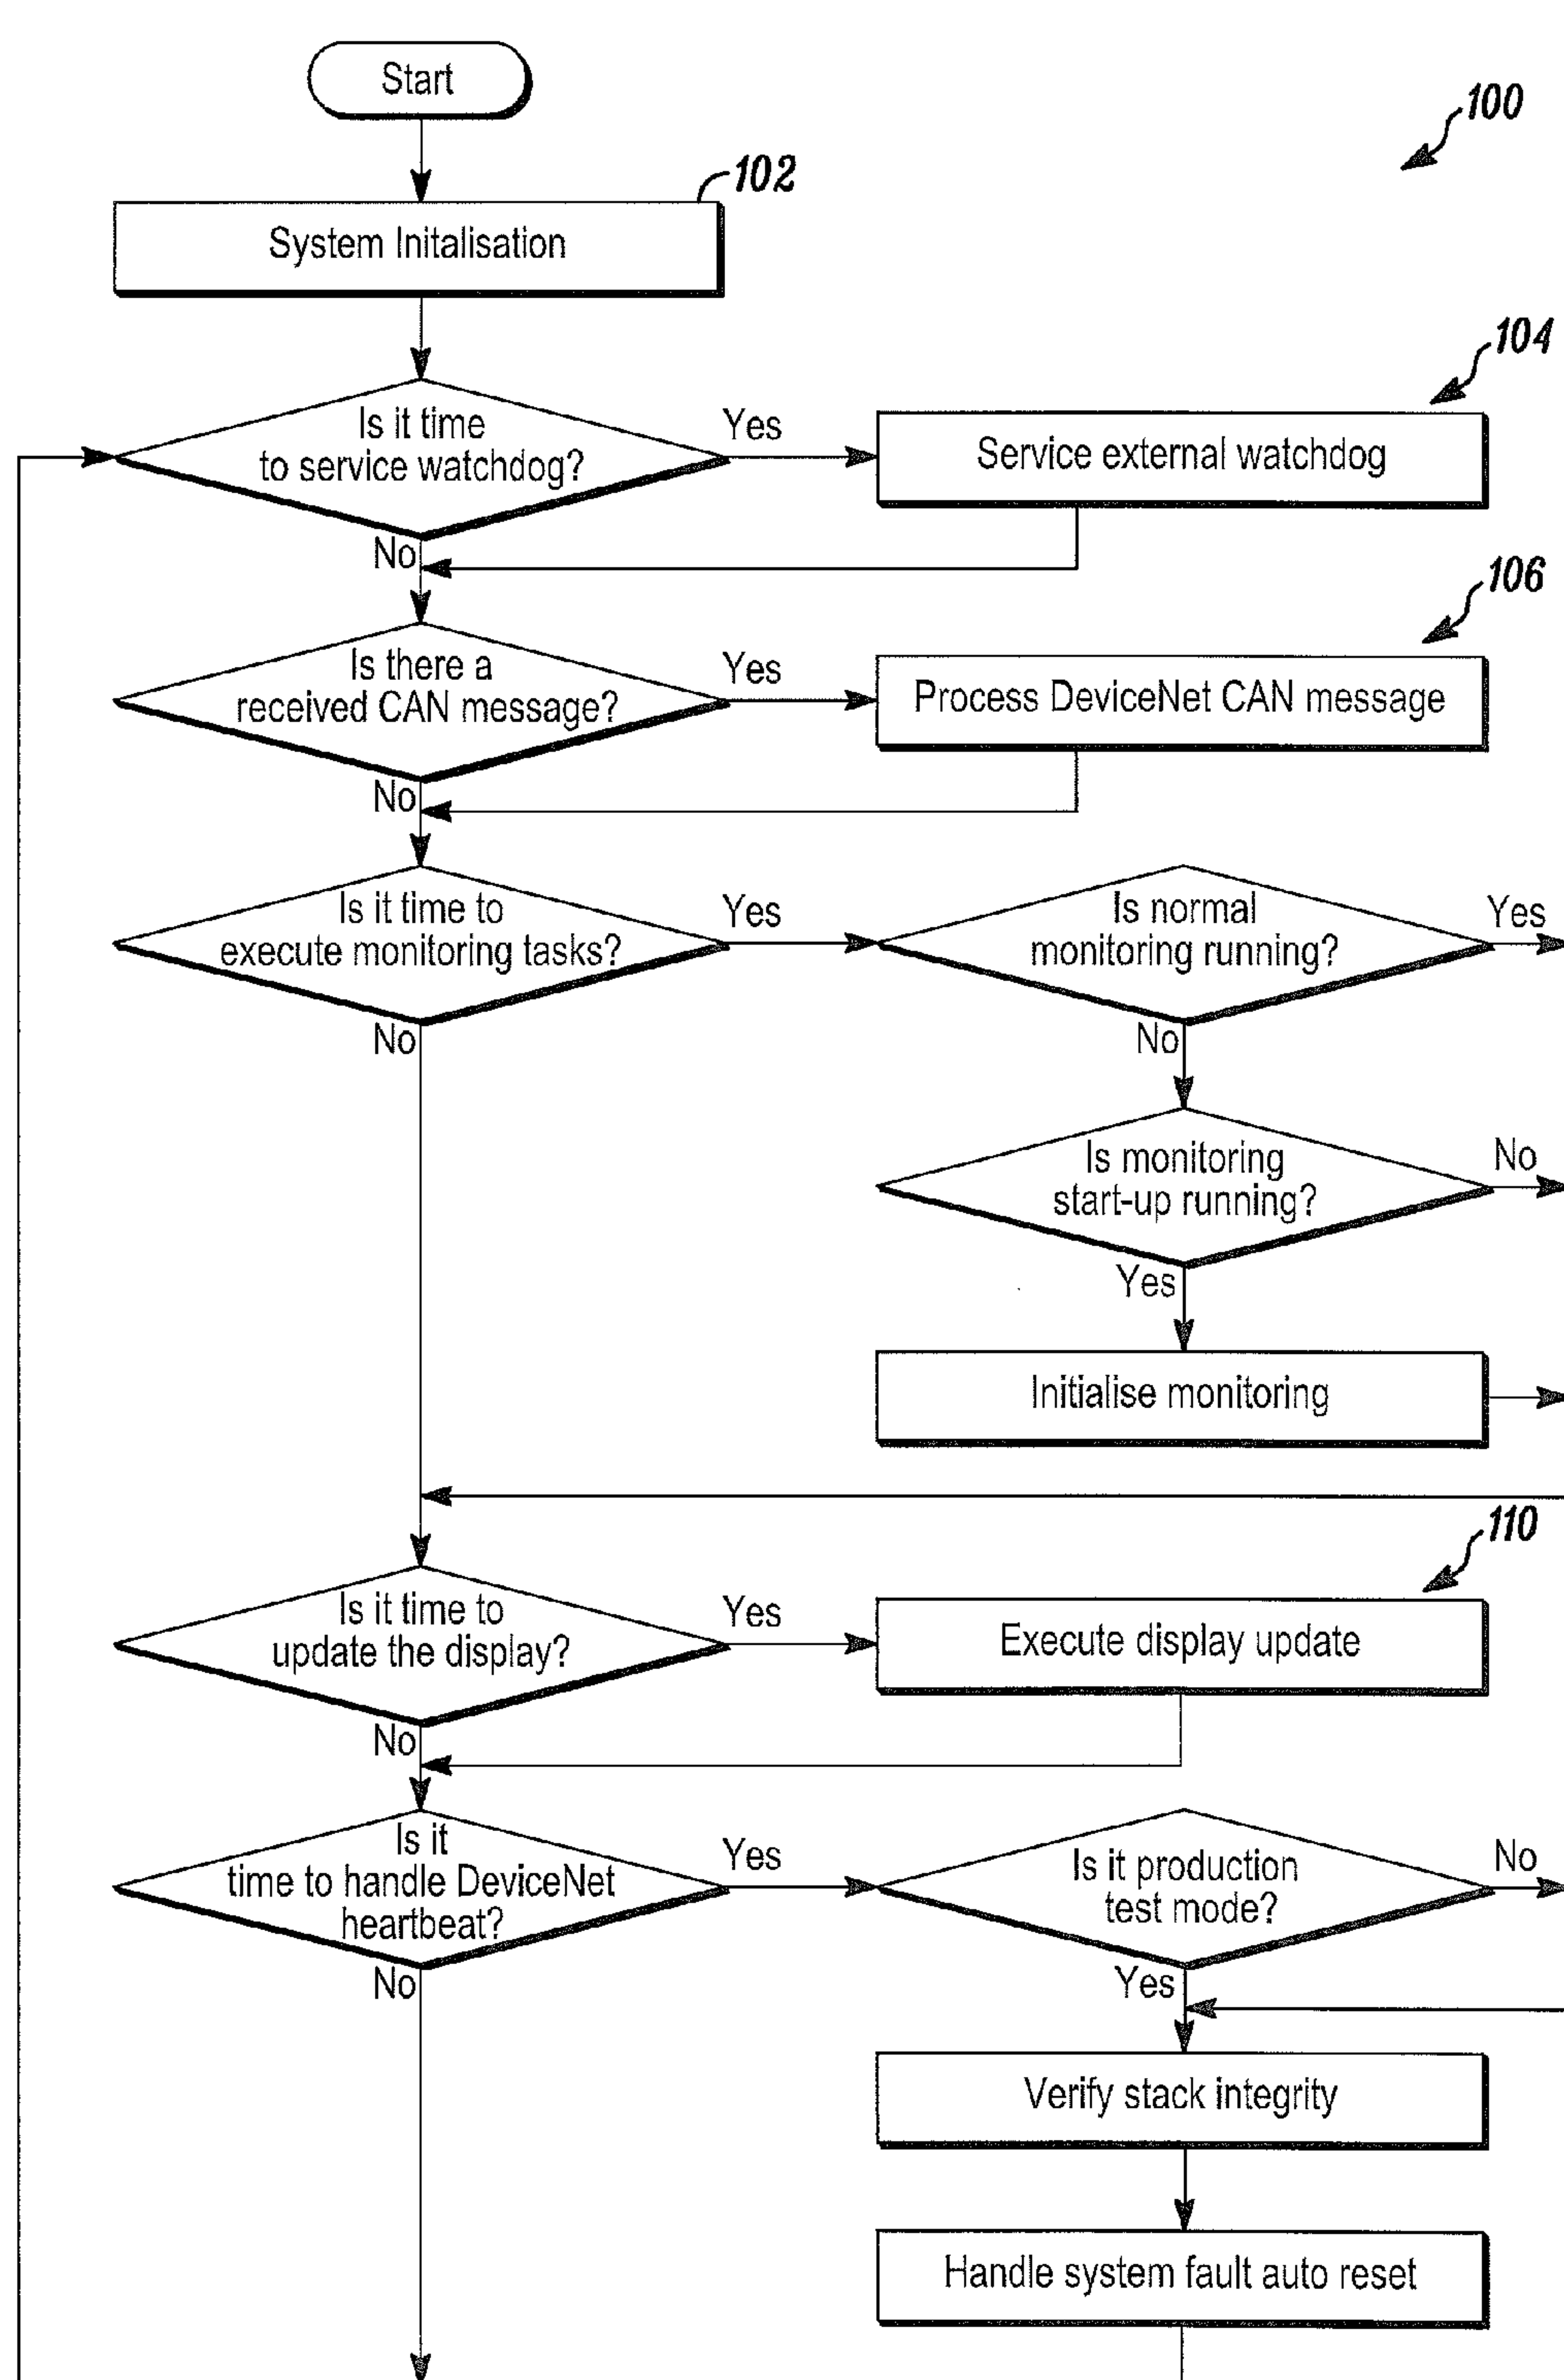 Start
100
102
System Initalisation
104
Is it time
to service watchdog?
Yes
Service external watchdog
No
106
Is there a
received CAN message?
Yes
Process DeviceNet CAN message
No
Is it time to
execute monitoring tasks?
Yes
Is normal
monitoring running?
Yes
No
No
Is monitoring
start-up running?
No
Yes
Initialise monitoring
110
Is it time to
update the display?
Yes
Execute display update
No
Is it
time to handle DeviceNet
heartbeat?
Yes
Is it production
test mode?
No
No
Yes
Verify stack integrity
Handle system fault auto reset